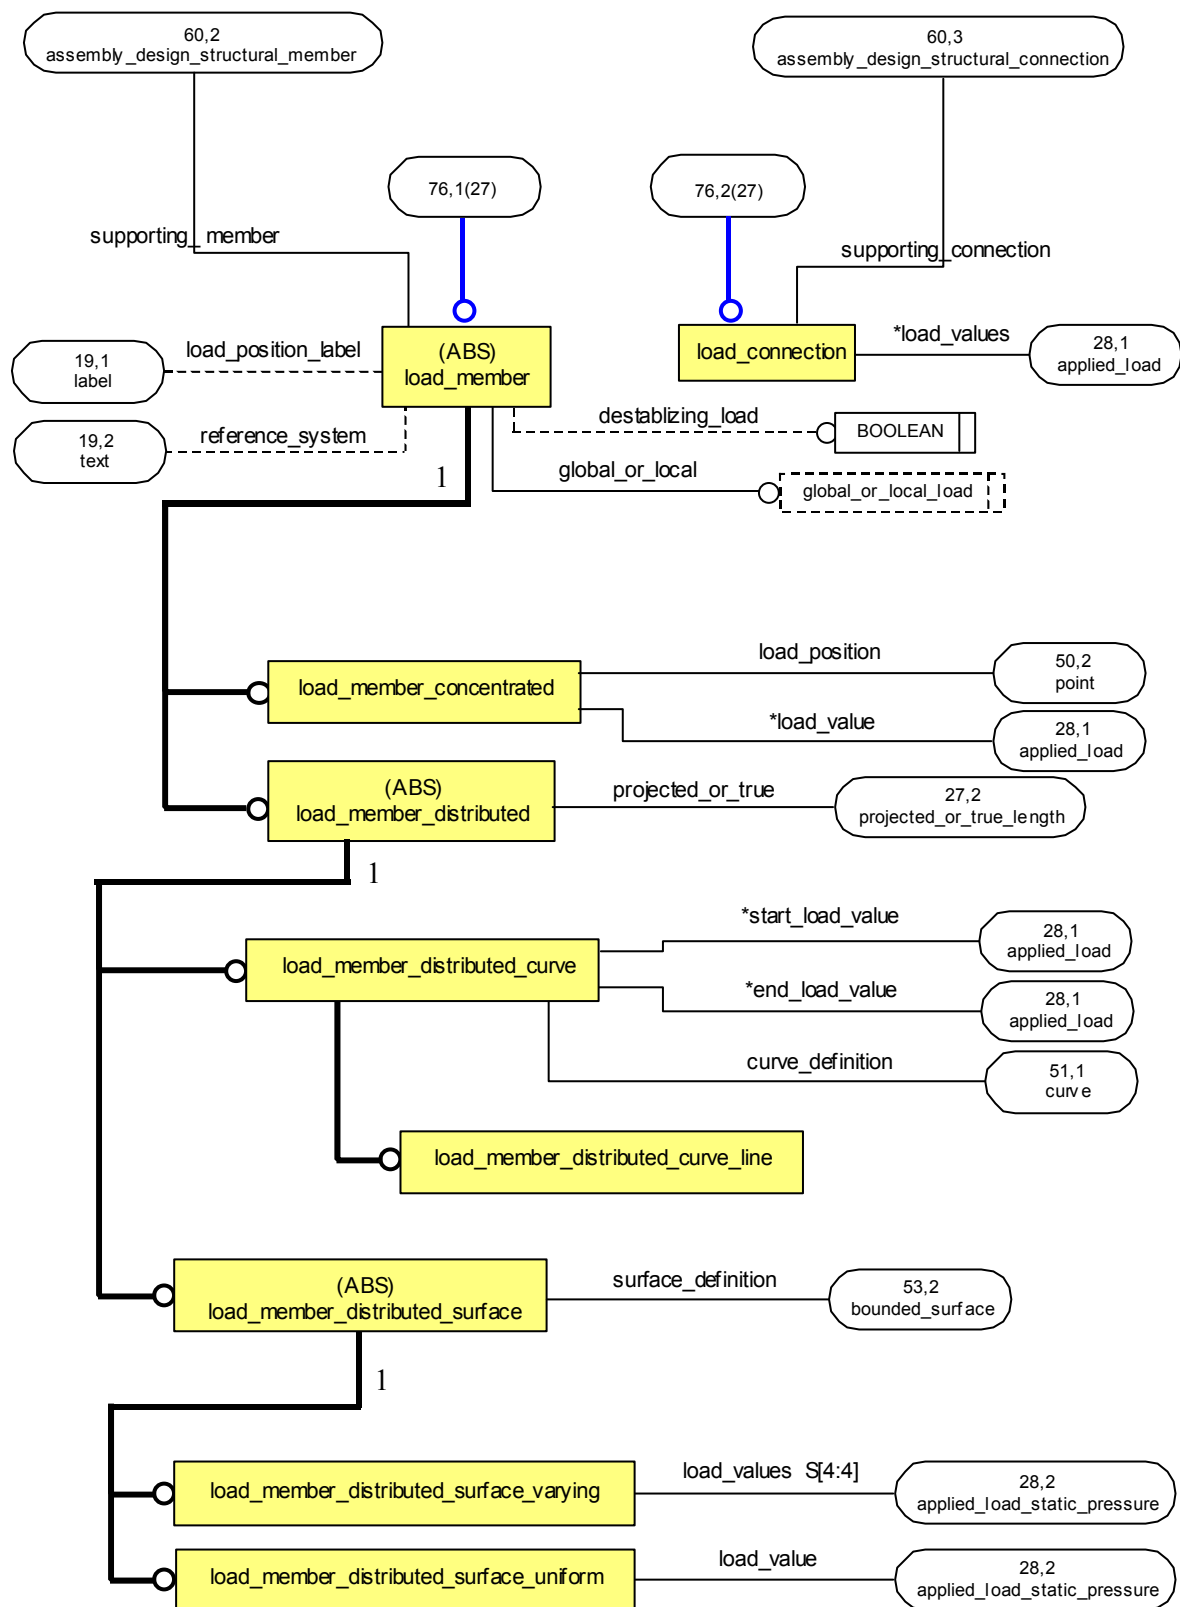 60,2
assembly_design_structural_member
60,3
assembly_design_structural_connection
76,1(27)
76,2(27)
supporting_ member
supporting_connection
*load_values
28,1
applied_load
(ABS)
load_member
load_connection
load_position_label
19,1
label
reference_system
19,2
text
destablizing_load
BOOLEAN
global_or_local
global_or_local_load
1
load_position
50,2
point
load_member_concentrated
*load_value
28,1
applied_load
(ABS)
load_member_distributed
projected_or_true
27,2
projected_or_true_length
1
*start_load_value
28,1
applied_load
load_member_distributed_curve
*end_load_value
28,1
applied_load
curve_definition
51,1
curve
load_member_distributed_curve_line
(ABS)
load_member_distributed_surface
surface_definition
53,2
bounded_surface
1
load_member_distributed_surface_varying
load_values S[4:4]
28,2
applied_load_static_pressure
load_member_distributed_surface_uniform
load_value
28,2
applied_load_static_pressure